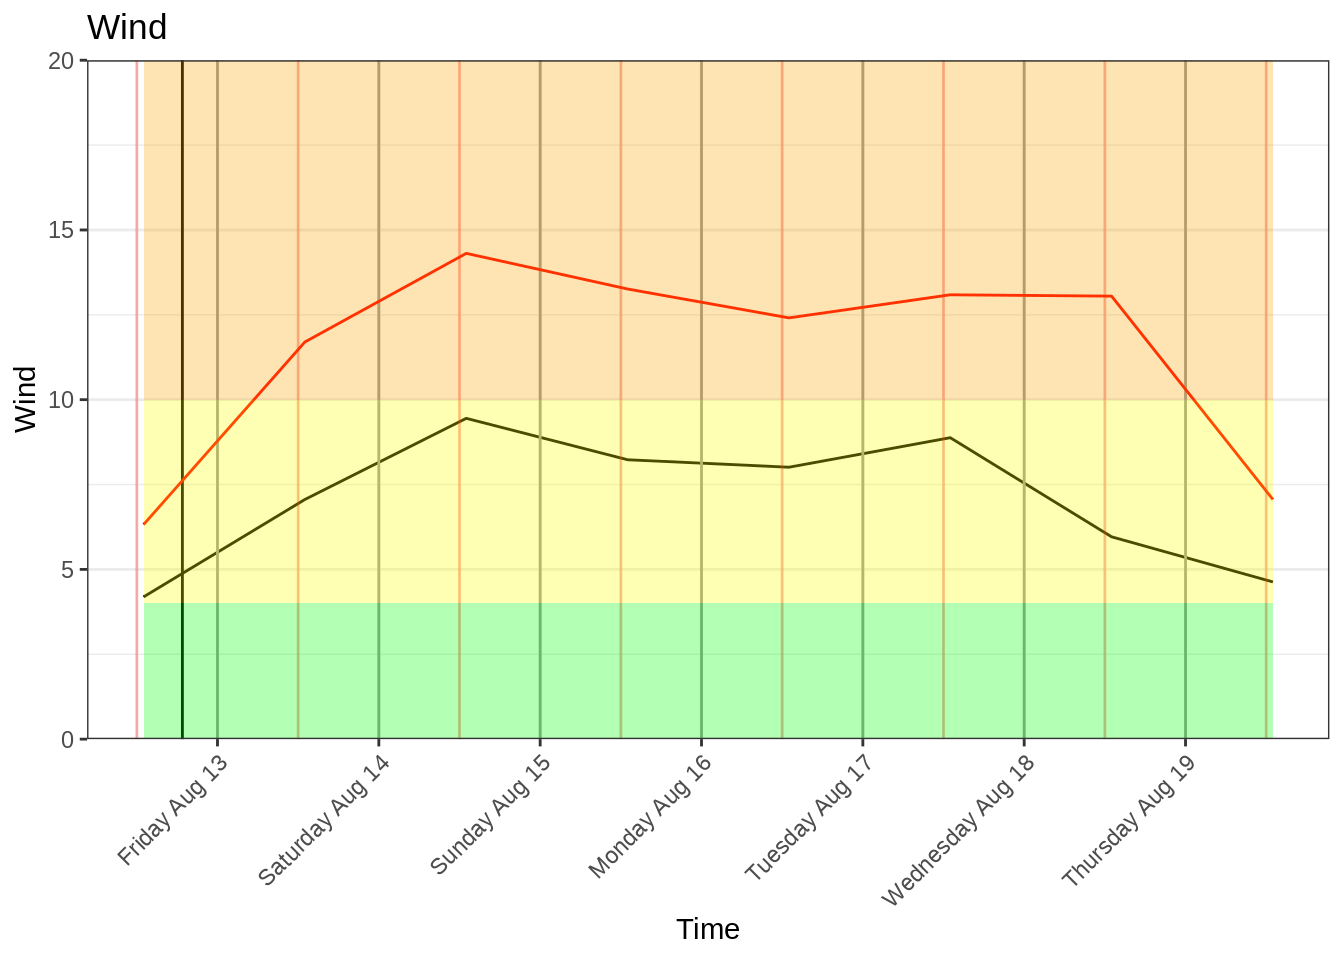 Wind
20
15
10
5
0
Wind
Friday Aug 13
Saturday Aug 14
Sunday Aug 15
Monday Aug 16
Tuesday Aug 17
Wednesday Aug 18
Thursday Aug 19
Time